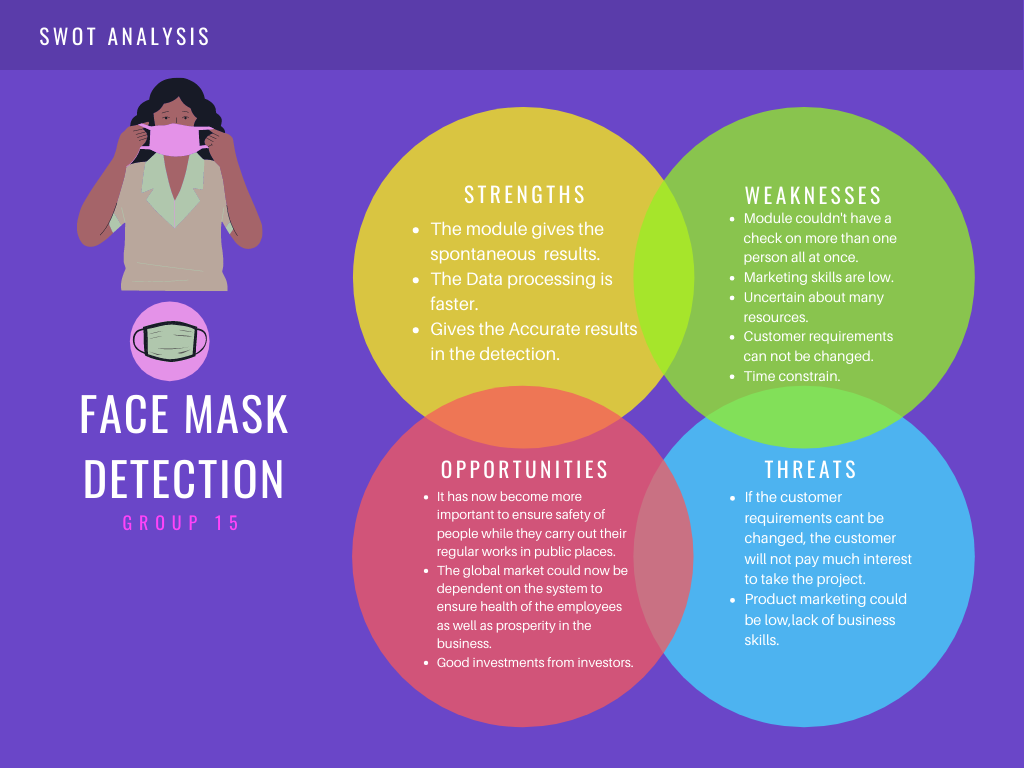 SWOT ANALYSIS
FACE MASK
DETECTION
GROUP 15
STRENGTHS
• The module gives the
spontaneous results.
• The Data processing is
faster.
• Gives the Accurate results
in the detection.
WEAKNESSES
• Module couldn't have a
check on more than one
person all at once.
• Marketing skills are low.
• Uncertain about many
resources.
• Customer requirements
can not be changed.
• Time constrain.
OPPORTUNITIES
• It has now become more
important to ensure safety of
people while they carry out their
regular works in public places.
• The global market could now be
dependent on the system to
ensure health of the employees
as well as prosperity in the
business.
• Good investments from investors.
THREATS
• If the customer
requirements cant be
changed, the customer
will not pay much interest
to take the project.
• Product marketing could
be low,lack of business
skills.